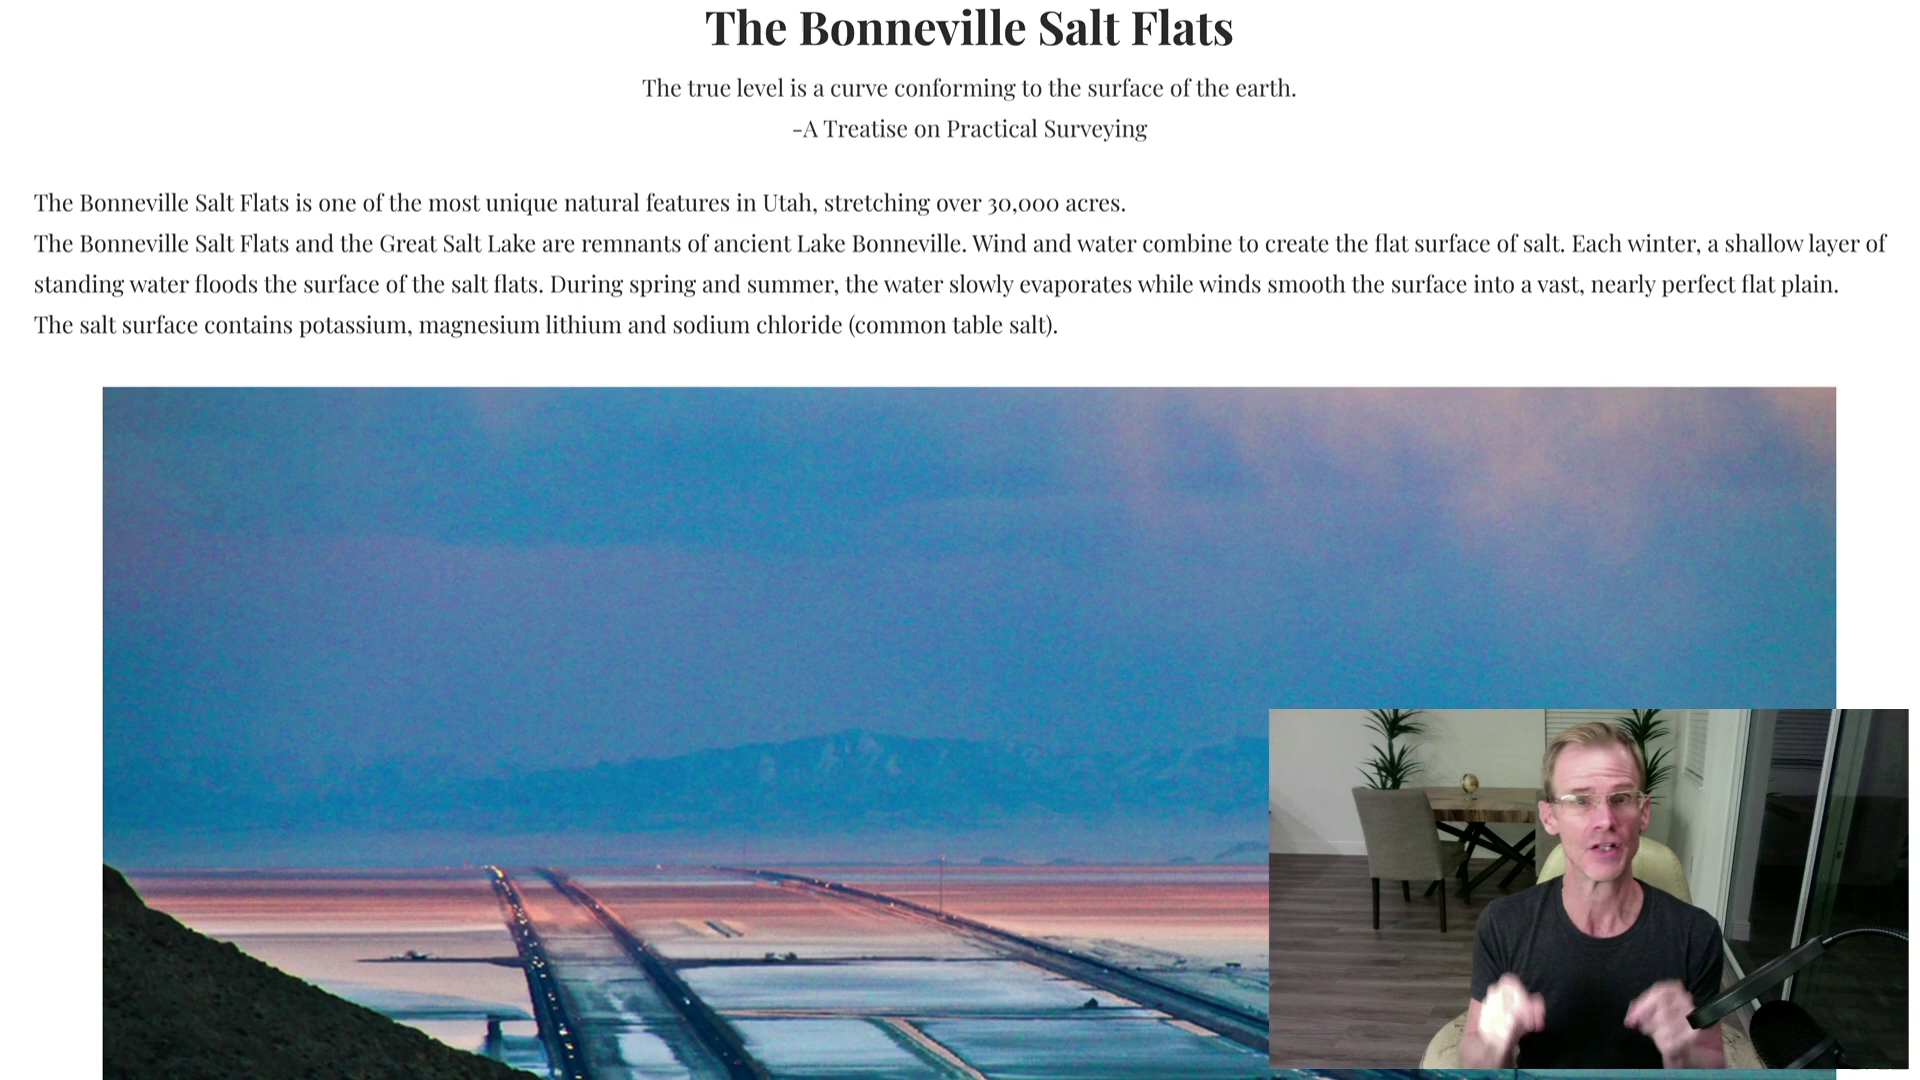 The Bonneville Salt Flats
The true level is a curve conforming to the surface of the earth.
-A Treatise on Practical Surveying
The Bonneville Salt Flats is one of the most unique natural features in Utah, stretching over 30,000 acres.
The Bonneville Salt Flats and the Great Salt Lake are remnants of ancient Lake Bonneville. Wind and water combine to create the flat surface of salt. Each winter, a shallow layer of
standing water floods the surface of the salt flats. During spring and summer, the water slowly evaporates while winds smooth the surface into a vast, nearly perfect flat plain.
The salt surface contains potassium, magnesium lithium and sodium chloride (common table salt).